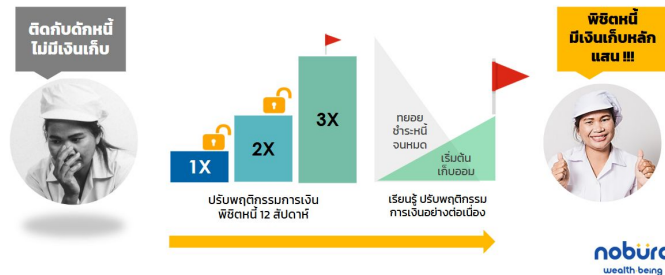 ติดกับดักหนี้
ไม่มีเงินเก็บ
1X
2X
3X
ปรับพฤติกรรมการเงิน
พิชิตหนี้ 12 สัปดาห์
ทยอย
ชำระหนี้
จนหมด
เริ่มต้น
เก็บออม
เรียนรู้ ปรับพฤติกรรม
การเงินอย่างต่อเนื่อง
พิชิตหนี้
มีเงินเก็บหลัก
แสน !!!
noburo
wealth being